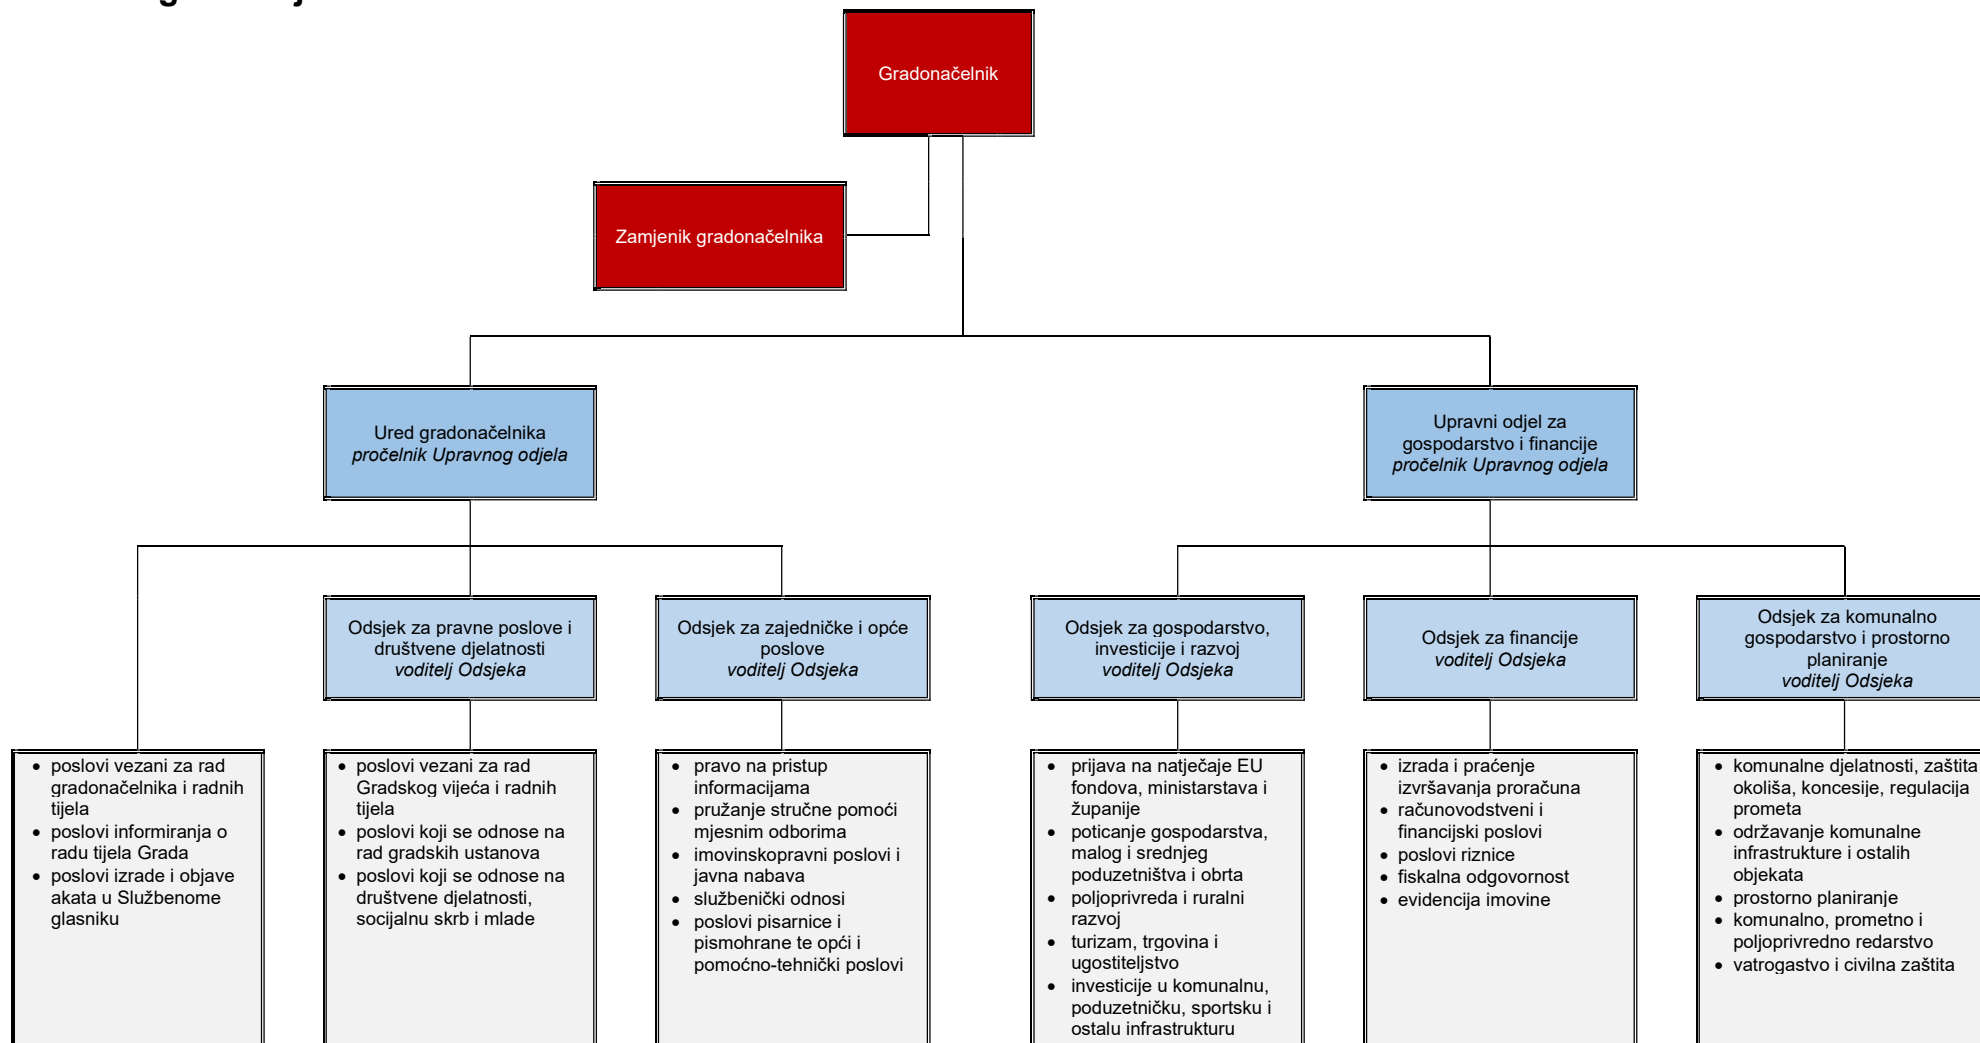 Gradonačelnik
Zamjenik gradonačelnika
Ured gradonačelnika
pročelnik Upravnog odjela
Upravni odjel za
gospodarstvo i financije
pročelnik Upravnog odjela
Odsjek za pravne poslove i
društvene djelatnosti
voditelj Odsjeka
Odsjek za zajedničke i opće
poslove
voditelj Odsjeka
Odsjek za gospodarstvo,
investicije i razvoj
voditelj Odsjeka
Odsjek za financije
voditelj Odsjeka
Odsjek za komunalno
gospodarstvo i prostorno
planiranje
voditelj Odsjeka
• poslovi vezani za rad
gradonačelnika i radnih
tijela
• poslovi informiranja o
radu tijela Grada
• poslovi izrade i objave
akata u Službenome
glasniku
• poslovi vezani za rad
Gradskog vijeća i radnih
tijela
• poslovi koji se odnose na
rad gradskih ustanova
• poslovi koji se odnose na
društvene djelatnosti,
socijalnu skrb i mlade
• pravo na pristup
informacijama
• pružanje stručne pomoći
mjesnim odborima
• imovinskopravni poslovi i
javna nabava
• službenički odnosi
• poslovi pisarnice i
pismohrane te opći i
pomoćno-tehnički poslovi
• prijava na natječaje EU
fondova, ministarstava i
županije
• poticanje gospodarstva,
malog i srednjeg
poduzetništva i obrta
• poljoprivreda i ruralni
razvoj
• turizam, trgovina i
ugostiteljstvo
• investicije u komunalnu,
poduzetničku, sportsku i
ostalu infrastrukturu
• izrada i praćenje
izvršavanja proračuna
• računovodstveni i
financijski poslovi
• poslovi riznice
• fiskalna odgovornost
• evidencija imovine
• komunalne djelatnosti, zaštita
okoliša, koncesije, regulacija
prometa
• održavanje komunalne
infrastrukture i ostalih
objekata
• prostorno planiranje
• komunalno, prometno i
poljoprivredno redarstvo
• vatrogastvo i civilna zaštita